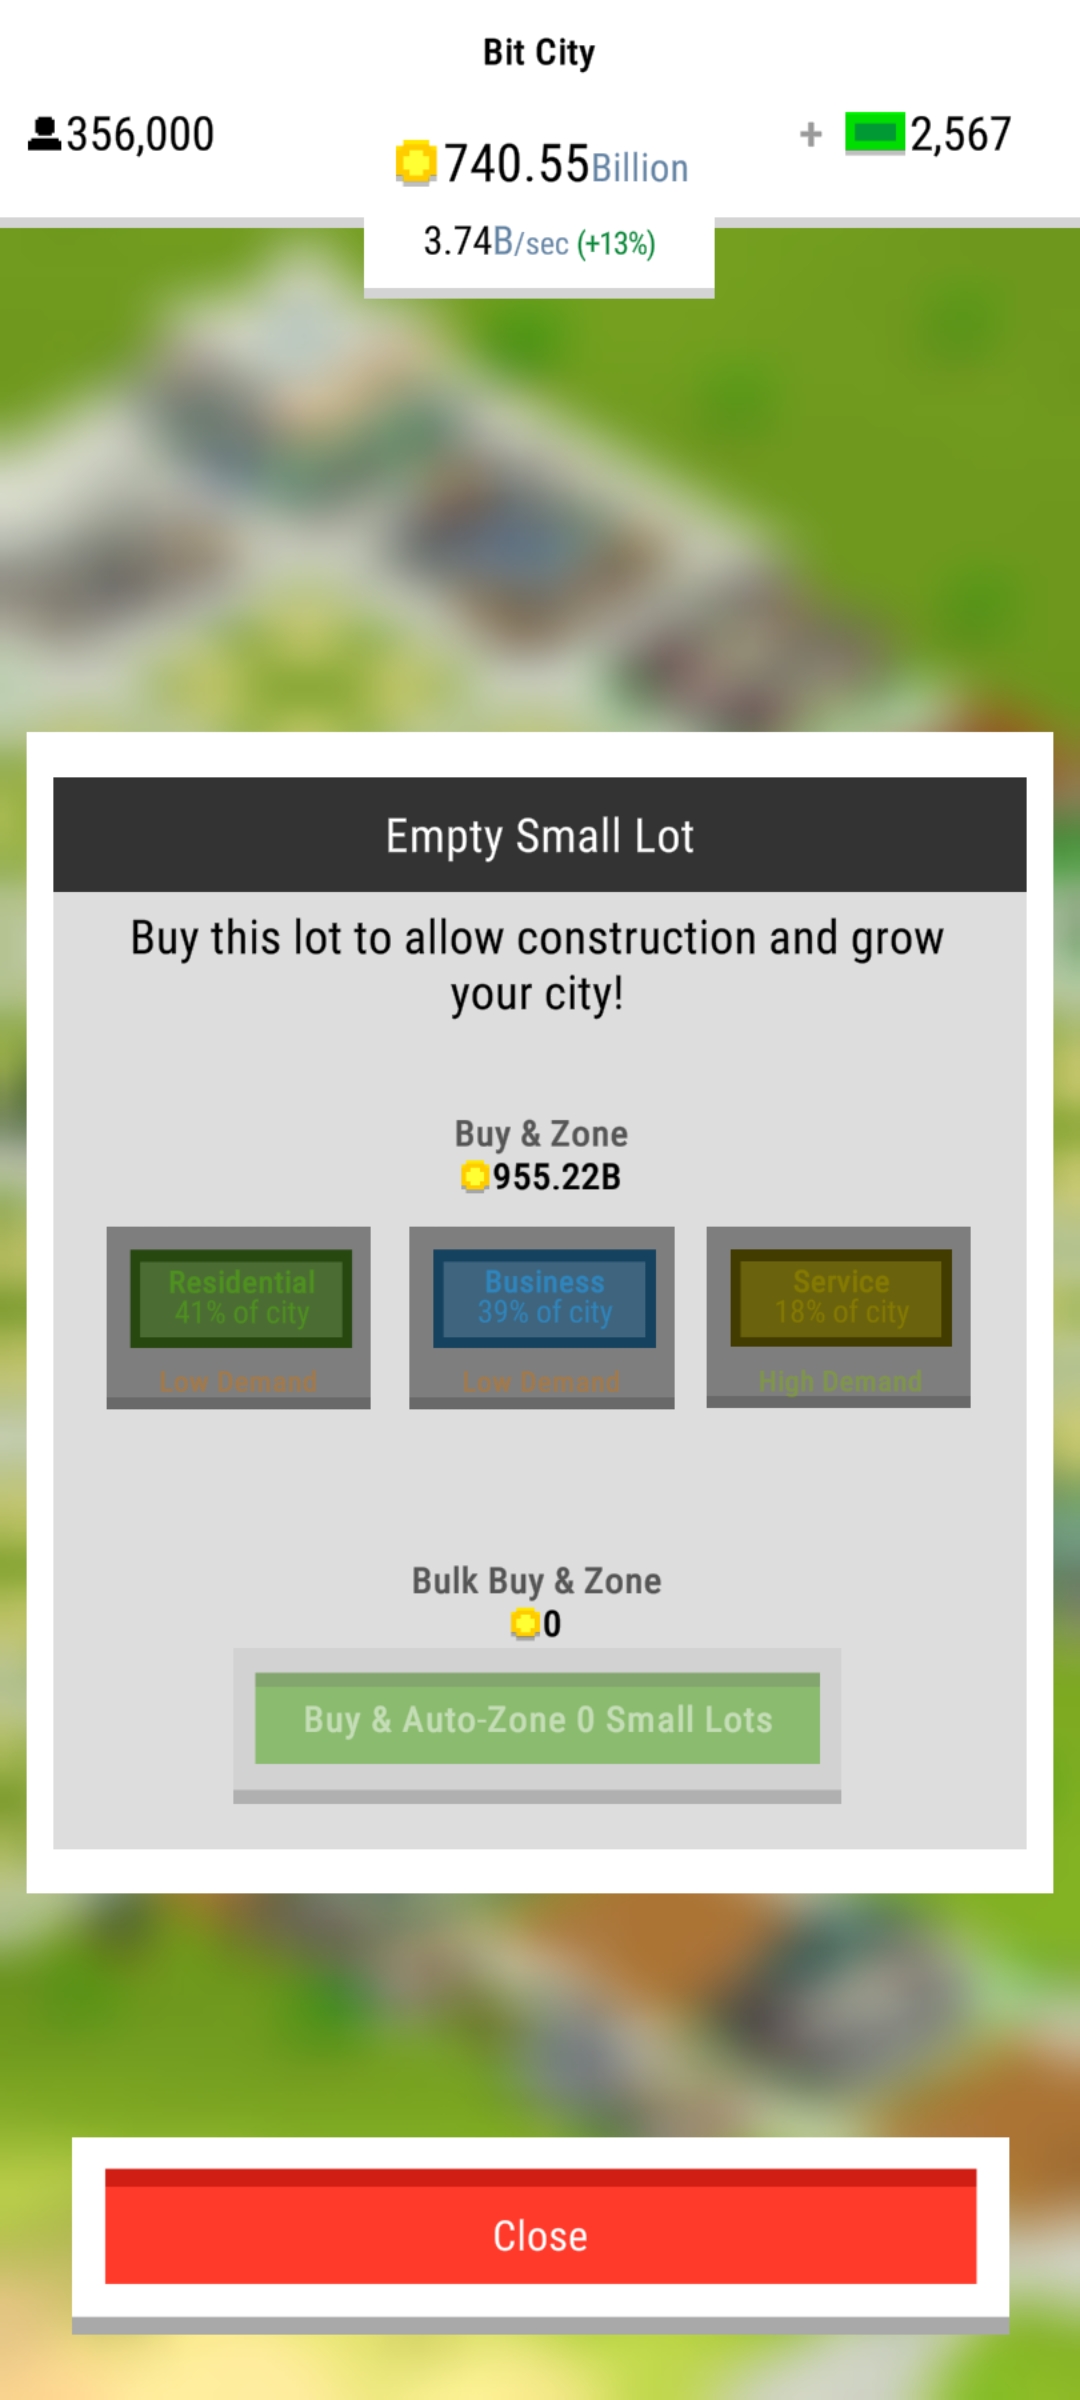 Bit City
356,000
740.55Billion
+ 2,567
3.74B/sec (+13%)
Empty Small Lot
Buy this lot to allow construction and grow
your city!
Buy & Zone
955.22B
Residential
41% of city
Low Demand
Business
39% of city
Low Demand
Service
18% of city
High Demand
Bulk Buy & Zone
0
Buy & Auto-Zone 0 Small Lots
Close